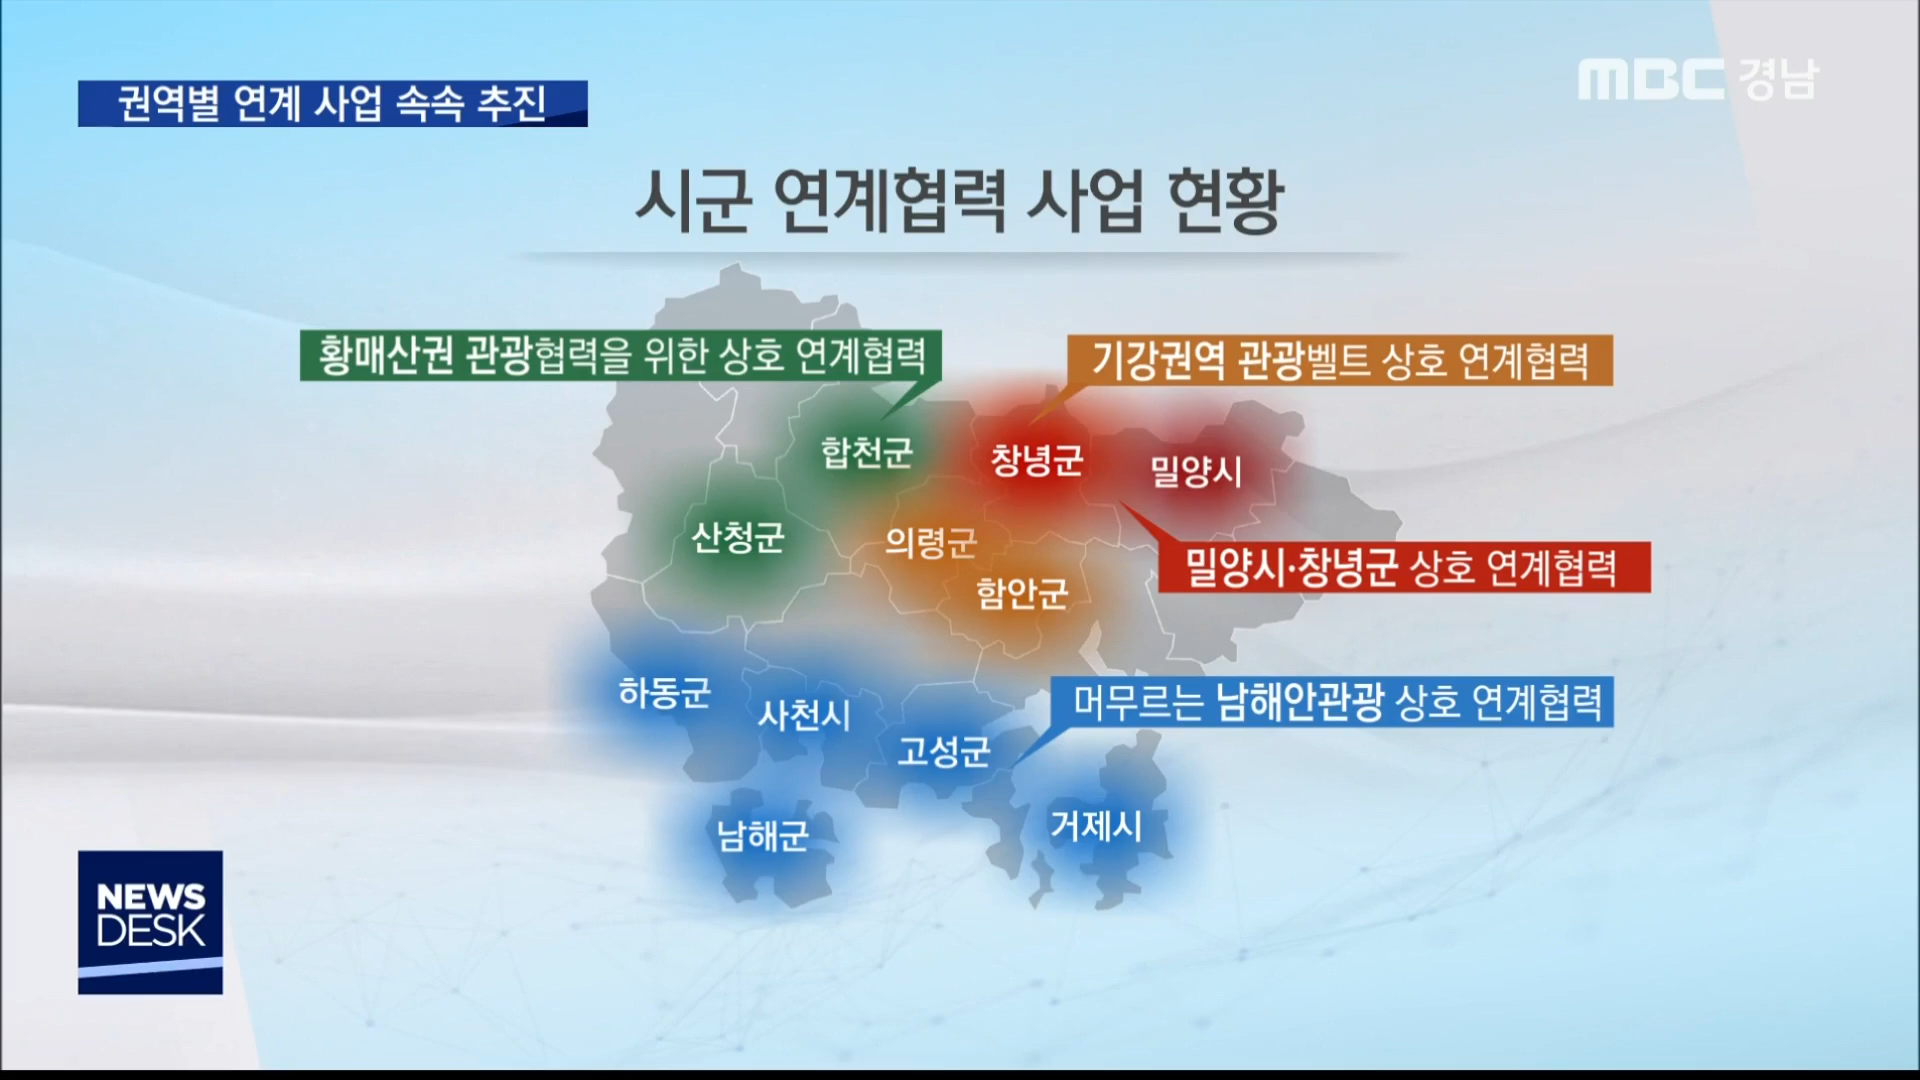 권역별 연계 사업 속속 추진
MBC 경남
시군 연계협력 사업 현황
황매산권 관광협력을 위한 상호 연계협력
기강권역 관광벨트 상호 연계협력
합천군
창녕군
밀양시
산청군
의령군
밀양시·창녕군 상호 연계협력
함안군
하동군
사천시
머무르는 남해안관광 상호 연계협력
고성군
남해군
거제시
NEWS
DESK